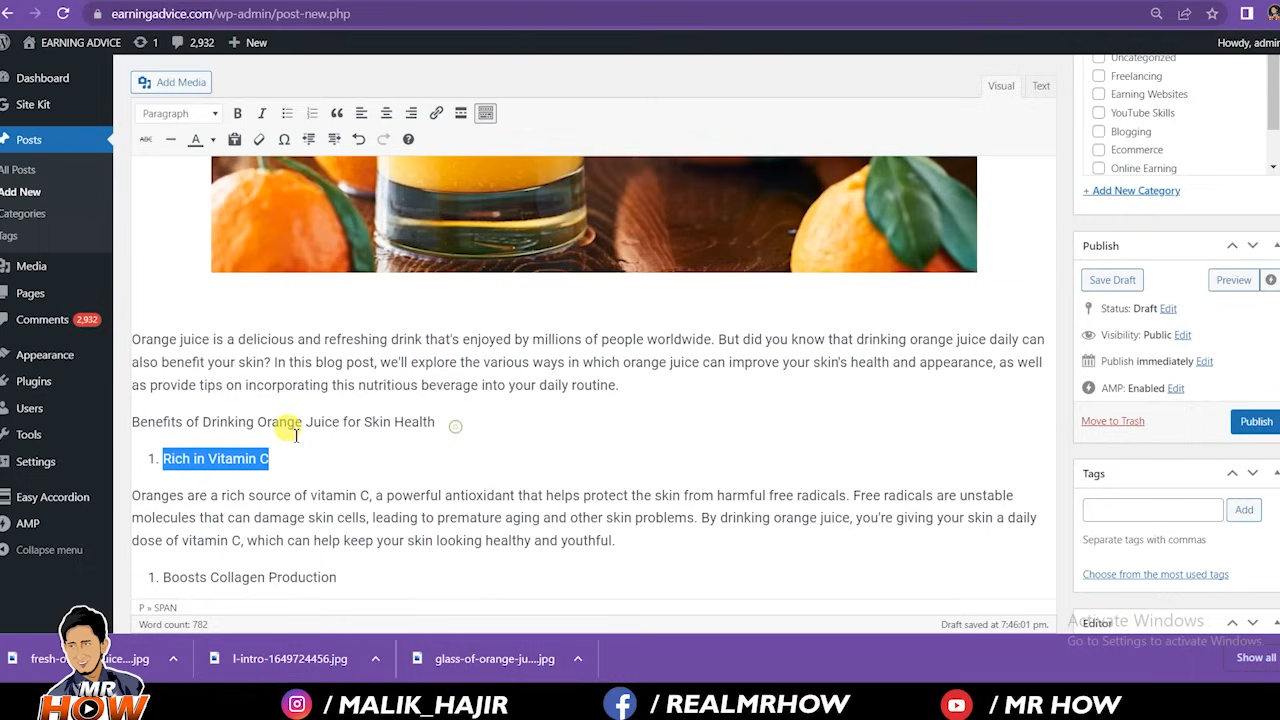 earningadvice.com/wp-admin/post-new.php
EARNING ADVICE 1 2,932 + New
Howdy, admin
Dashboard
Site Kit
Posts
All Posts
Add New
Categories
Tags
Media
Pages
Comments 2,932
Appearance
Plugins
Users
Tools
Settings
Easy Accordion
AMP
Collapse menu
Add Media
Visual Text
Paragraph
B I
ABC A
Orange juice is a delicious and refreshing drink that's enjoyed by millions of people worldwide. But did you know that drinking orange juice daily can
also benefit your skin? In this blog post, we'll explore the various ways in which orange juice can improve your skin's health and appearance, as well
as provide tips on incorporating this nutritious beverage into your daily routine.
Benefits of Drinking Orange Juice for Skin Health
1. Rich in Vitamin C
Oranges are a rich source of vitamin C, a powerful antioxidant that helps protect the skin from harmful free radicals. Free radicals are unstable
molecules that can damage skin cells, leading to premature aging and other skin problems. By drinking orange juice, you're giving your skin a daily
dose of vitamin C, which can help keep your skin looking healthy and youthful.
1. Boosts Collagen Production
P » SPAN
Word count: 782
Draft saved at 7:46:01 pm.
Uncategorized
Freelancing
Earning Websites
YouTube Skills
Blogging
Ecommerce
Online Earning
+ Add New Category
Publish
Save Draft Preview
Status: Draft Edit
Visibility: Public Edit
Publish immediately Edit
AMP: Enabled Edit
Move to Trash Publish
Tags
Add
Separate tags with commas
Choose from the most used tags
Editor
Activate Windows
Go to Settings to activate Windows.
fresh-o...juice....jpg
l-intro-1649724456.jpg
glass-of-orange-ju....jpg
Show all
MR
HOW
/MALIK_HAJIR
/REALMRHOW
/MR HOW